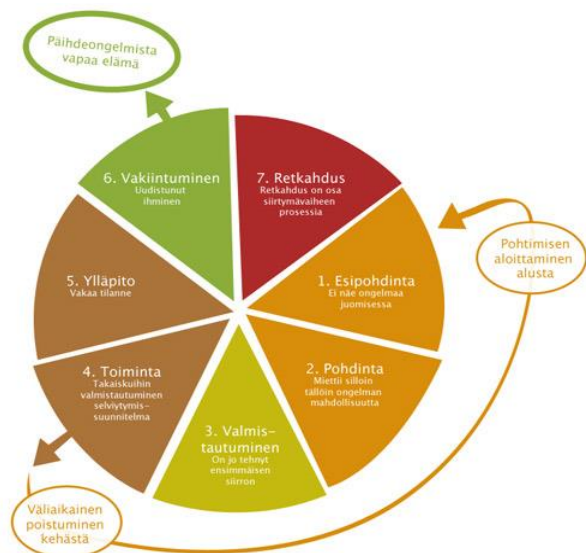 Päihdeongelmista
vapaa elämä
6. Vakiintuminen
Uudistunut
ihminen
7. Retkahdus
Retkahdus on osa
siirtymävaiheen
prosessia
Pohtimisen
aloittaminen
alusta
5. Ylläpito
Vakaa tilanne
1. Esipohdinta
Ei näe ongelmaa
juomisessa
4. Toiminta
Takaiskuihin
valmistautuminen
selviytymis-
suunnitelma
2. Pohdinta
Miettii silloin
tällöin ongelman
mahdollisuutta
3. Valmis-
tautuminen
On jo tehnyt
ensimmäisen
siirron
Väliaikainen
poistuminen
kehästä